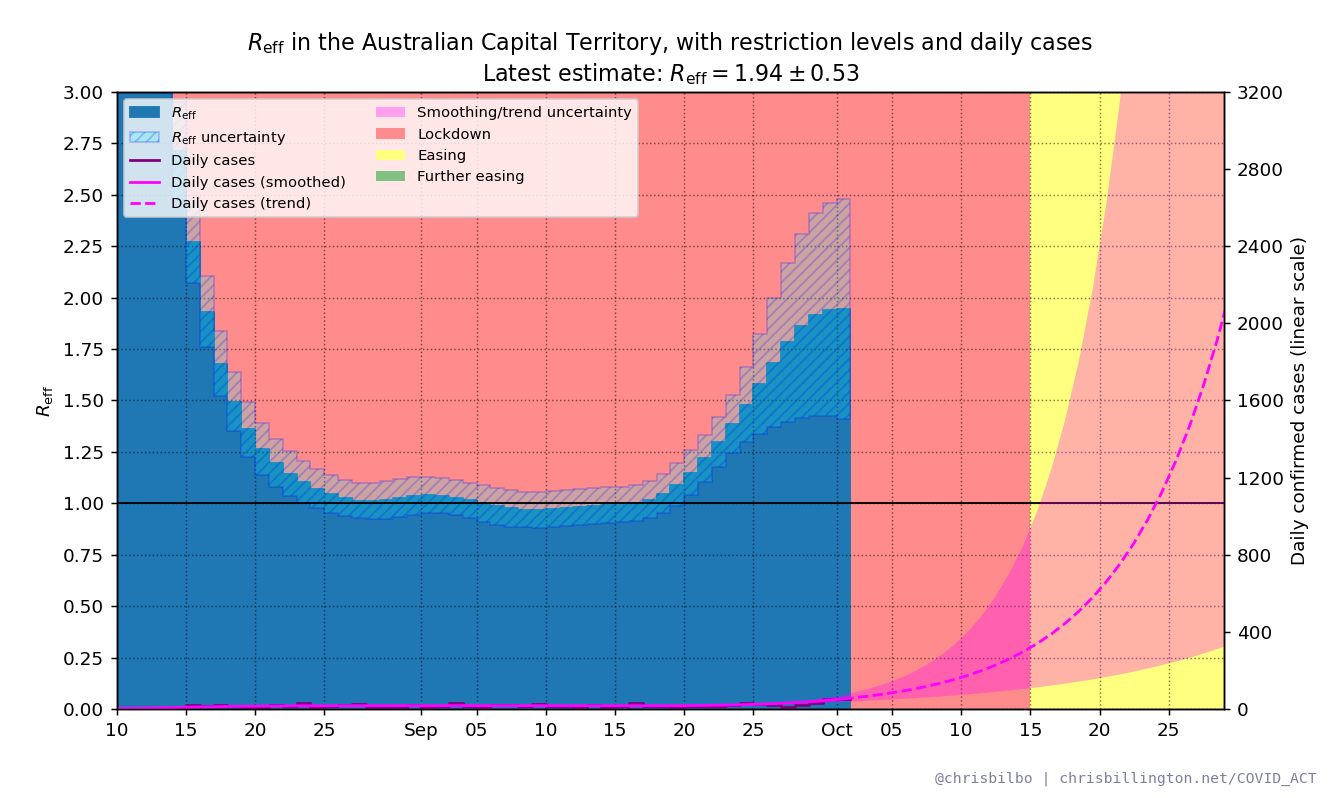 R_eff in the Australian Capital Territory, with restriction levels and daily cases
Latest estimate: R_eff = 1.94 ± 0.53
R_eff
R_eff uncertainty
Daily cases
Daily cases (smoothed)
Daily cases (trend)
Smoothing/trend uncertainty
Lockdown
Easing
Further easing
3.00
2.75
2.50
2.25
2.00
1.75
1.50
1.25
1.00
0.75
0.50
0.25
0.00
R_eff
3200
2800
2400
2000
1600
1200
800
400
0
Daily confirmed cases (linear scale)
10 15 20 25 Sep 05 10 15 20 25 Oct 05 10 15 20 25
@chrisbilbo | chrisbillington.net/COVID_ACT